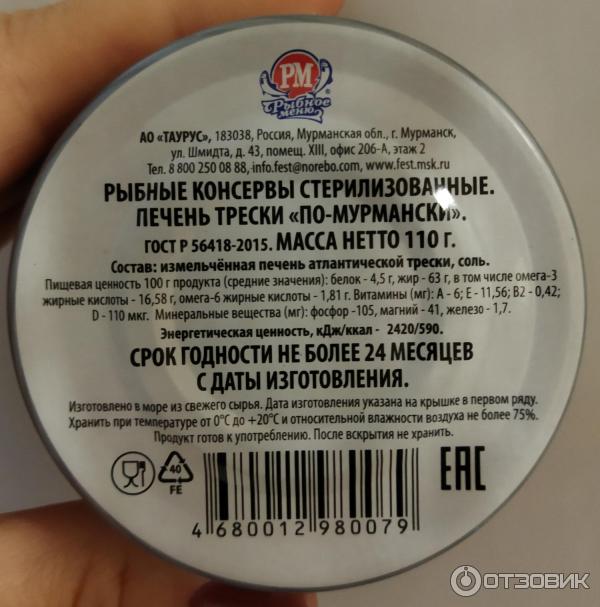 РМ
Рыбное
меню
АО «ТАУРУС», 183038, Россия, Мурманская обл., г. Мурманск,
ул. Шмидта, д. 43, помещ. XIII, офис 206-А, этаж 2
Тел. 8 800 250 08 88, info.fest@norebo.com, www.fest.msk.ru
РЫБНЫЕ КОНСЕРВЫ СТЕРИЛИЗОВАННЫЕ.
ПЕЧЕНЬ ТРЕСКИ «ПО-МУРМАНСКИ».
ГОСТ Р 56418-2015. МАССА НЕТТО 110 г.
Состав: измельчённая печень атлантической трески, соль.
Пищевая ценность 100 г продукта (средние значения): белок - 4,5 г, жир - 63 г, в том числе омега-3
жирные кислоты - 16,58 г, омега-6 жирные кислоты - 1,81 г. Витамины (мг): А - 6; Е - 11,56; В2 - 0,42;
D - 110 мкг. Минеральные вещества (мг): фосфор -105, магний - 41, железо - 1,7.
Энергетическая ценность, кДж/ккал - 2420/590.
СРОК ГОДНОСТИ НЕ БОЛЕЕ 24 МЕСЯЦЕВ
С ДАТЫ ИЗГОТОВЛЕНИЯ.
Изготовлено в море из свежего сырья. Дата изготовления указана на крышке в первом ряду.
Хранить при температуре от 0°С до +20°С и относительной влажности воздуха не более 75%.
Продукт готов к употреблению. После вскрытия не хранить.
40
FE
EAC
4 680012 980079
ОТЗОВИК